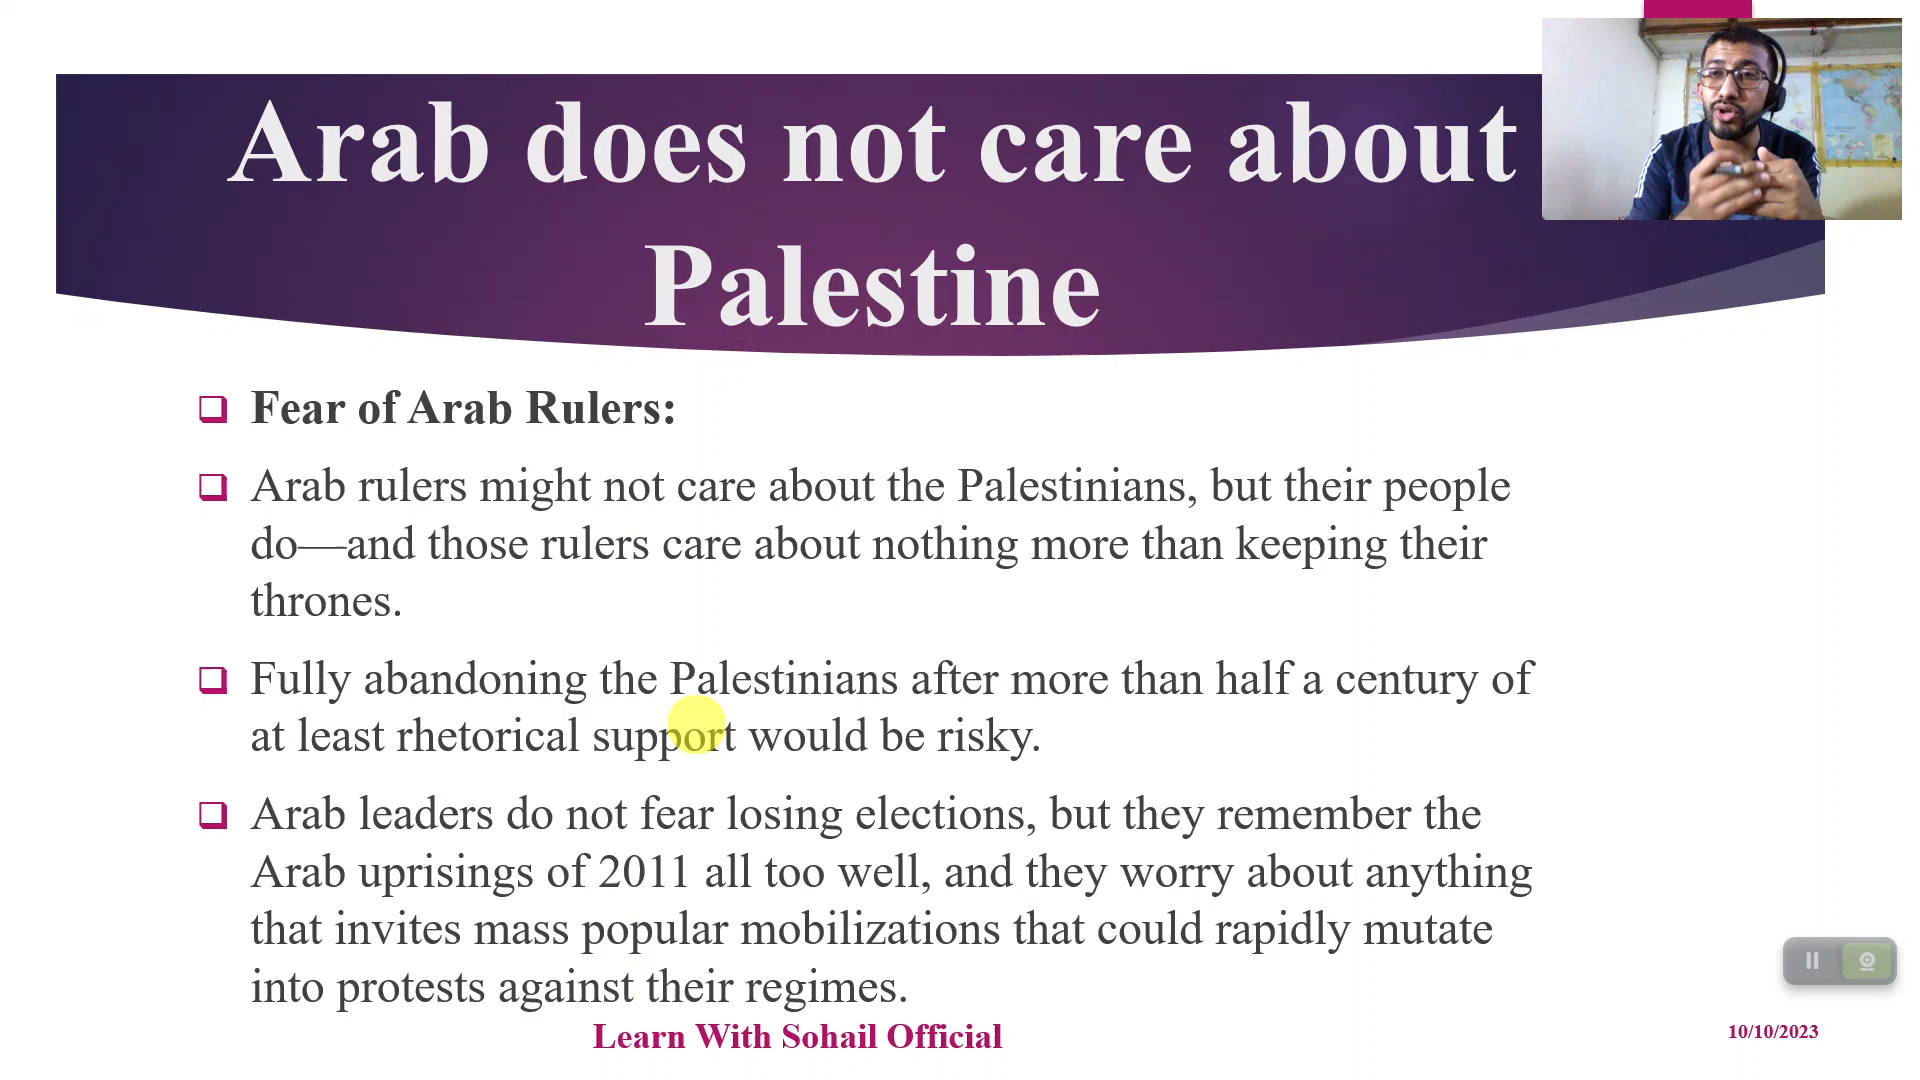 Arab does not care about
Palestine
Fear of Arab Rulers:
Arab rulers might not care about the Palestinians, but their people
do—and those rulers care about nothing more than keeping their
thrones.
Fully abandoning the Palestinians after more than half a century of
at least rhetorical support would be risky.
Arab leaders do not fear losing elections, but they remember the
Arab uprisings of 2011 all too well, and they worry about anything
that invites mass popular mobilizations that could rapidly mutate
into protests against their regimes.
Learn With Sohail Official
10/10/2023